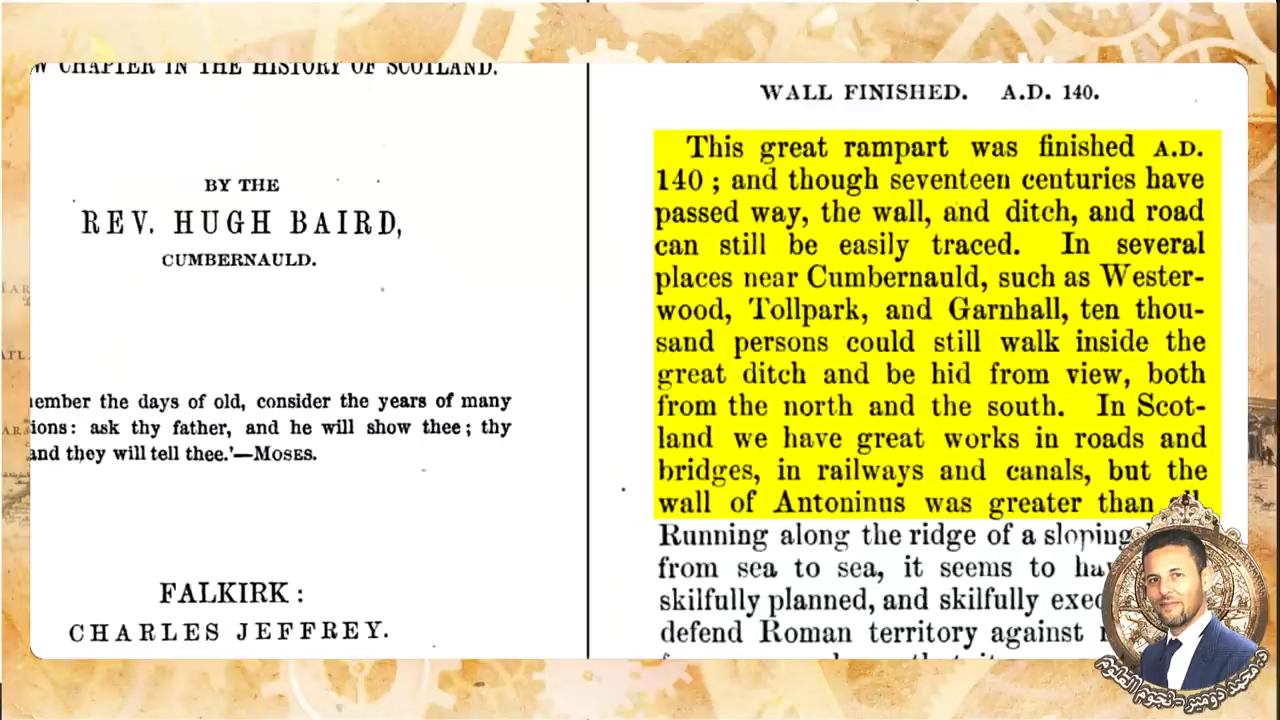 W CHAPTER IN THE HISTORY OF SCOTLAND.
BY THE
REV. HUGH BAIRD,
CUMBERNAULD.
ember the days of old, consider the years of many
ions: ask thy father, and he will show thee; thy
and they will tell thee.'—MOSES.
FALKIRK:
CHARLES JEFFREY.
WALL FINISHED. A.D. 140.
This great rampart was finished A.D.
140; and though seventeen centuries have
passed way, the wall, and ditch, and road
can still be easily traced. In several
places near Cumbernauld, such as Wester-
wood, Tollpark, and Garnhall, ten thou-
sand persons could still walk inside the
great ditch and be hid from view, both
from the north and the south. In Scot-
land we have great works in roads and
bridges, in railways and canals, but the
wall of Antoninus was greater than all.
Running along the ridge of a sloping
from sea to sea, it seems to ha
skilfully planned, and skilfully exec
defend Roman territory against
د. محمد دومير - نجوم العلوم